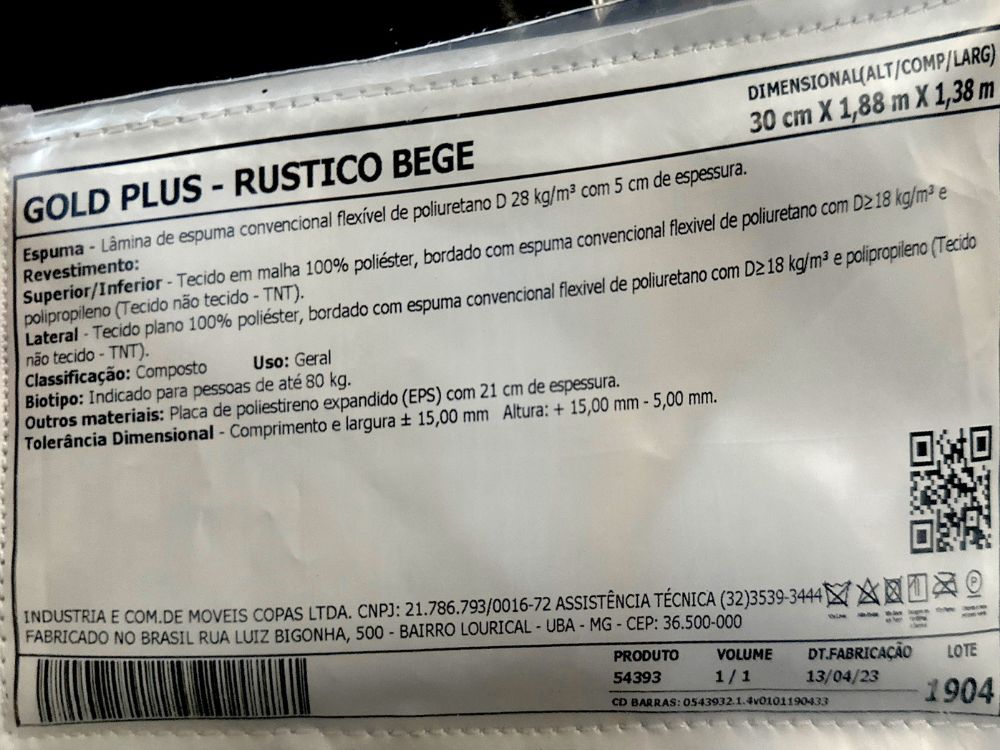 DIMENSIONAL(ALT/COMP/LARG)
30 cm X 1,88 m X 1,38 m
GOLD PLUS - RUSTICO BEGE
Espuma - Lâmina de espuma convencional flexível de poliuretano D 28 kg/m³ com 5 cm de espessura.
Revestimento:
Superior/Inferior - Tecido em malha 100% poliéster, bordado com espuma convencional flexivel de poliuretano com D≥18 kg/m³ e
polipropileno (Tecido não tecido - TNT).
Lateral - Tecido plano 100% poliéster, bordado com espuma convencional flexivel de poliuretano com D≥18 kg/m³ e polipropileno (Tecido
não tecido - TNT).
Classificação: Composto Uso: Geral
Biotipo: Indicado para pessoas de até 80 kg.
Outros materiais: Placa de poliestireno expandido (EPS) com 21 cm de espessura.
Tolerância Dimensional - Comprimento e largura ± 15,00 mm Altura: + 15,00 mm - 5,00 mm.
INDUSTRIA E COM.DE MOVEIS COPAS LTDA. CNPJ: 21.786.793/0016-72 ASSISTÊNCIA TÉCNICA (32)3539-3444
FABRICADO NO BRASIL RUA LUIZ BIGONHA, 500 - BAIRRO LOURICAL - UBA - MG - CEP: 36.500-000
PRODUTO VOLUME DT.FABRICAÇÃO LOTE
54393 1 / 1 13/04/23 1904
CD BARRAS: 0543932.1.4v0101190433